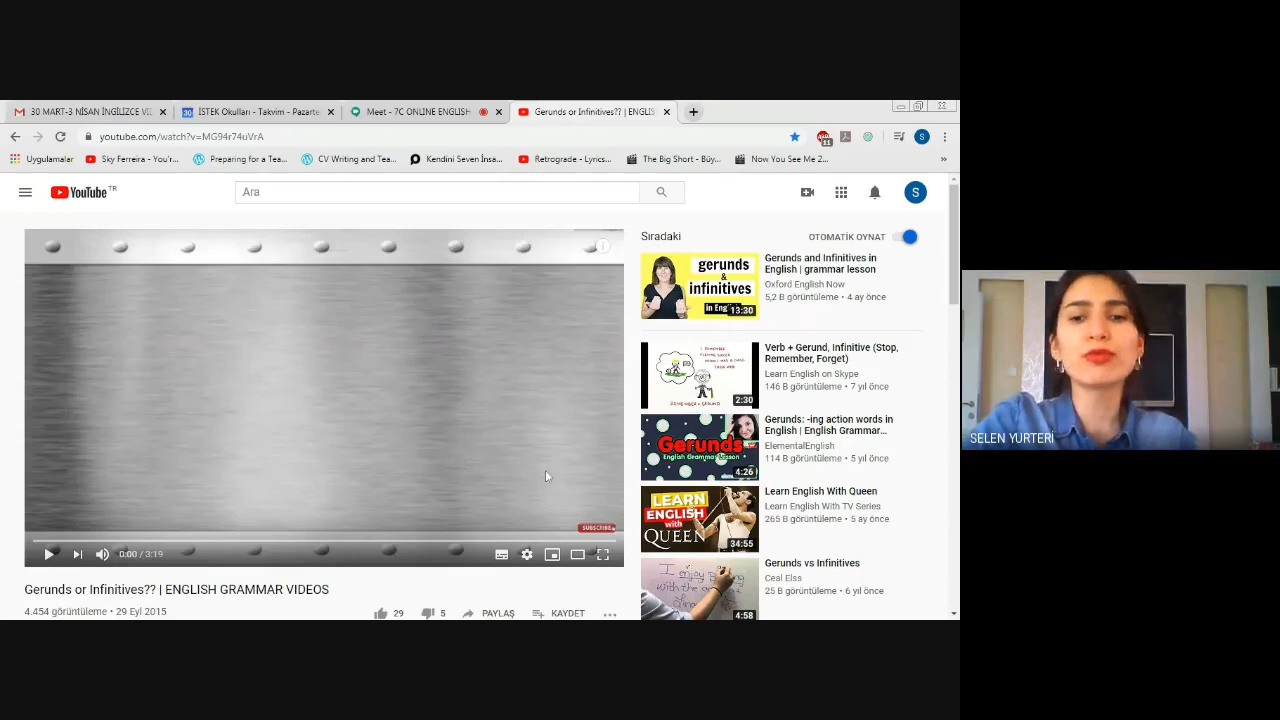 30 MART-3 NİSAN İNGİLİZCE Vİ
İSTEK Okulları - Takvim - Pazarte
Meet - 7C ONLINE ENGLISH
Gerunds or Infinitives?? | ENGLIS
youtube.com/watch?v=MG94r74uVrA
11
S
Uygulamalar
Sky Ferreira - You'r...
Preparing for a Tea...
CV Writing and Tea...
Kendini Seven İnsa...
Retrograde - Lyrics...
The Big Short - Büy...
Now You See Me 2...
»
YouTube TR
Ara
S
SUBSCRIBE
0:00 / 3:19
Gerunds or Infinitives?? | ENGLISH GRAMMAR VIDEOS
4.454 görüntüleme • 29 Eyl 2015
29
5
PAYLAŞ
KAYDET
Sıradaki
OTOMATİK OYNAT
gerunds
&
infinitives
in Eng
13:30
Gerunds and Infinitives in
English | grammar lesson
Oxford English Now
5,2 B görüntüleme • 4 ay önce
2:30
Verb + Gerund, Infinitive (Stop,
Remember, Forget)
Learn English on Skype
146 B görüntüleme • 7 yıl önce
Gerunds
English Grammar Lesson
4:26
Gerunds: -ing action words in
English | English Grammar...
ElementalEnglish
114 B görüntüleme • 5 yıl önce
LEARN
ENGLISH
with
QUEEN
34:55
Learn English With Queen
Learn English With TV Series
265 B görüntüleme • 5 ay önce
I enjoy
with the
4:58
Gerunds vs Infinitives
Ceal Elss
25 B görüntüleme • 6 yıl önce
SELEN YURTERİ